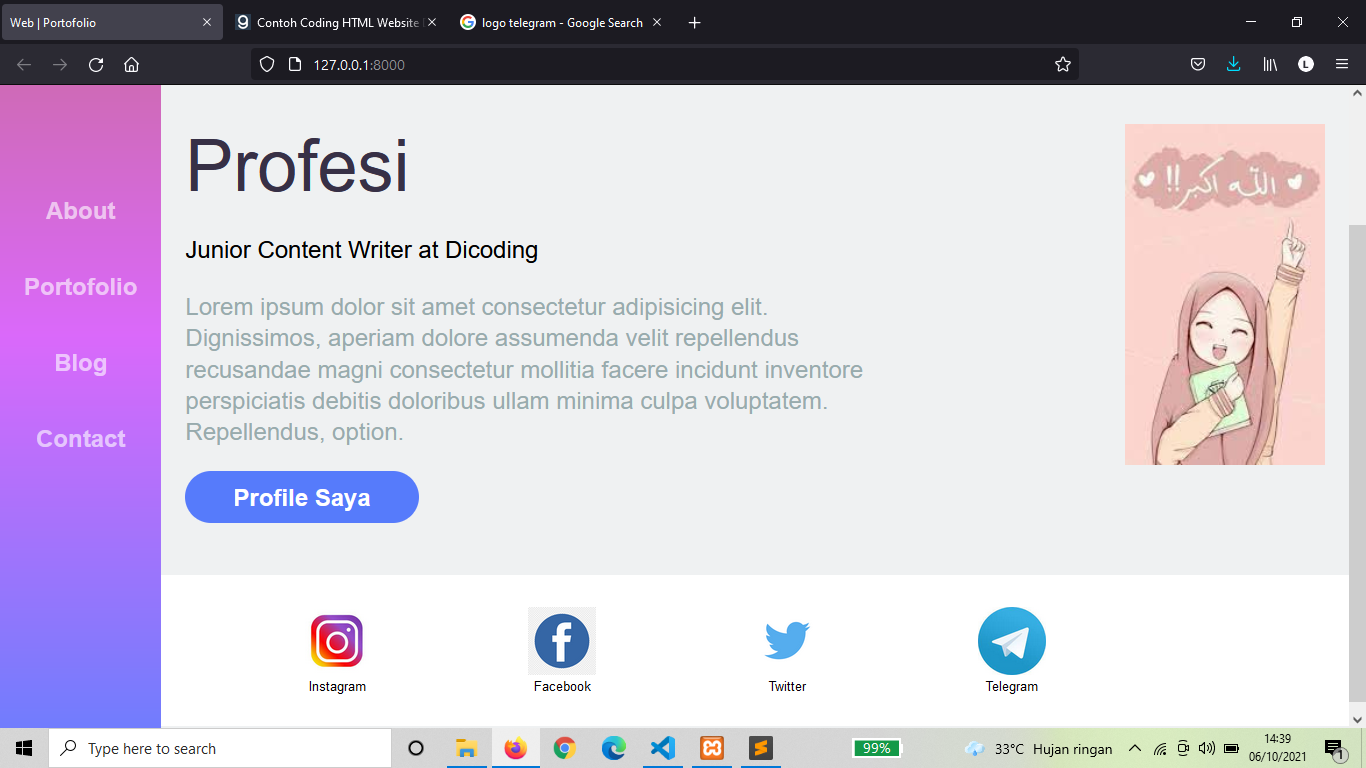 Web | Portofolio
Contoh Coding HTML Website
logo telegram - Google Search
127.0.0.1:8000
L
About
Portofolio
Blog
Contact
Profesi
Junior Content Writer at Dicoding
Lorem ipsum dolor sit amet consectetur adipisicing elit.
Dignissimos, aperiam dolore assumenda velit repellendus
recusandae magni consectetur mollitia facere incidunt inventore
perspiciatis debitis doloribus ullam minima culpa voluptatem.
Repellendus, option.
Profile Saya
الله اكبر!!
Instagram
Facebook
Twitter
Telegram
Type here to search
99%
33°C Hujan ringan
14:39
06/10/2021
1